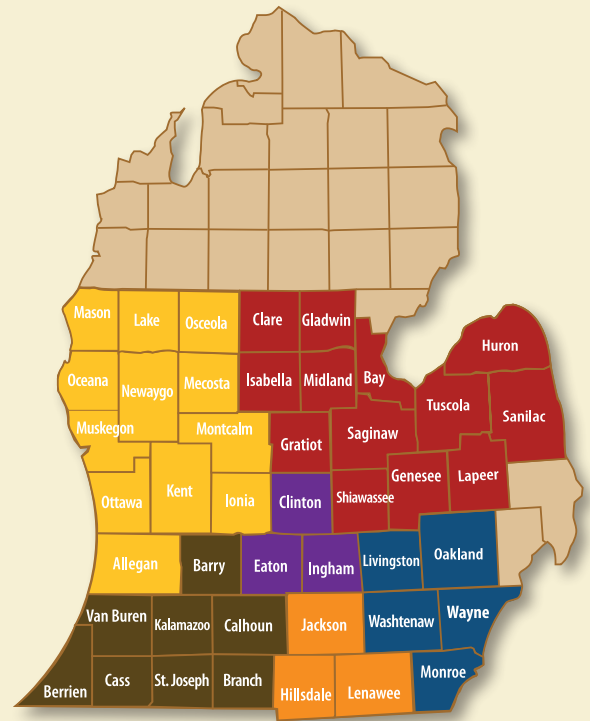 Mason
Lake
Osceola
Clare
Gladwin
Huron
Oceana
Newaygo
Mecosta
Isabella
Midland
Bay
Tuscola
Sanilac
Muskegon
Montcalm
Gratiot
Saginaw
Ottawa
Kent
Ionia
Clinton
Shiawassee
Genesee
Lapeer
Allegan
Barry
Eaton
Ingham
Livingston
Oakland
Van Buren
Kalamazoo
Calhoun
Jackson
Washtenaw
Wayne
Berrien
Cass
St. Joseph
Branch
Hillsdale
Lenawee
Monroe